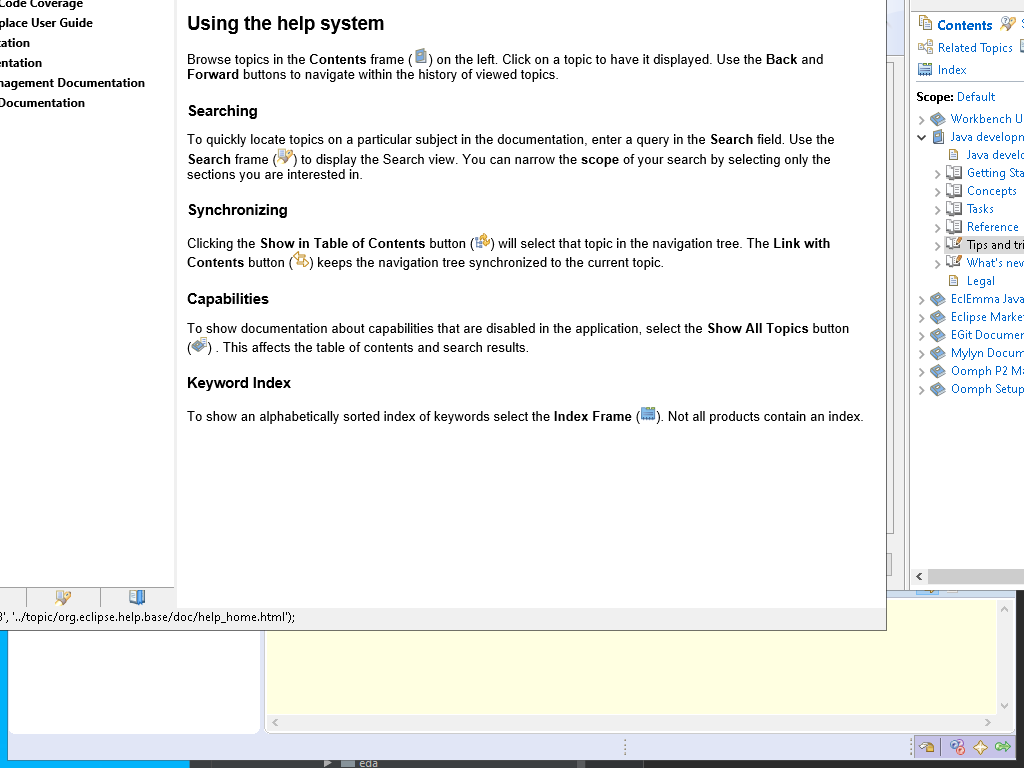 Code Coverage
place User Guide
tation
entation
nagement Documentation
Documentation
Using the help system
Browse topics in the Contents frame ( ) on the left. Click on a topic to have it displayed. Use the Back and
Forward buttons to navigate within the history of viewed topics.
Searching
To quickly locate topics on a particular subject in the documentation, enter a query in the Search field. Use the
Search frame ( ) to display the Search view. You can narrow the scope of your search by selecting only the
sections you are interested in.
Synchronizing
Clicking the Show in Table of Contents button ( ) will select that topic in the navigation tree. The Link with
Contents button ( ) keeps the navigation tree synchronized to the current topic.
Capabilities
To show documentation about capabilities that are disabled in the application, select the Show All Topics button
( ) . This affects the table of contents and search results.
Keyword Index
To show an alphabetically sorted index of keywords select the Index Frame ( ). Not all products contain an index.
', '../topic/org.eclipse.help.base/doc/help_home.html');
Contents
Related Topics
Index
Scope: Default
Workbench U
Java developn
Java develo
Getting Sta
Concepts
Tasks
Reference
Tips and tri
What's nev
Legal
EclEmma Java
Eclipse Marke
EGit Documer
Mylyn Docum
Oomph P2 Ma
Oomph Setup
eda